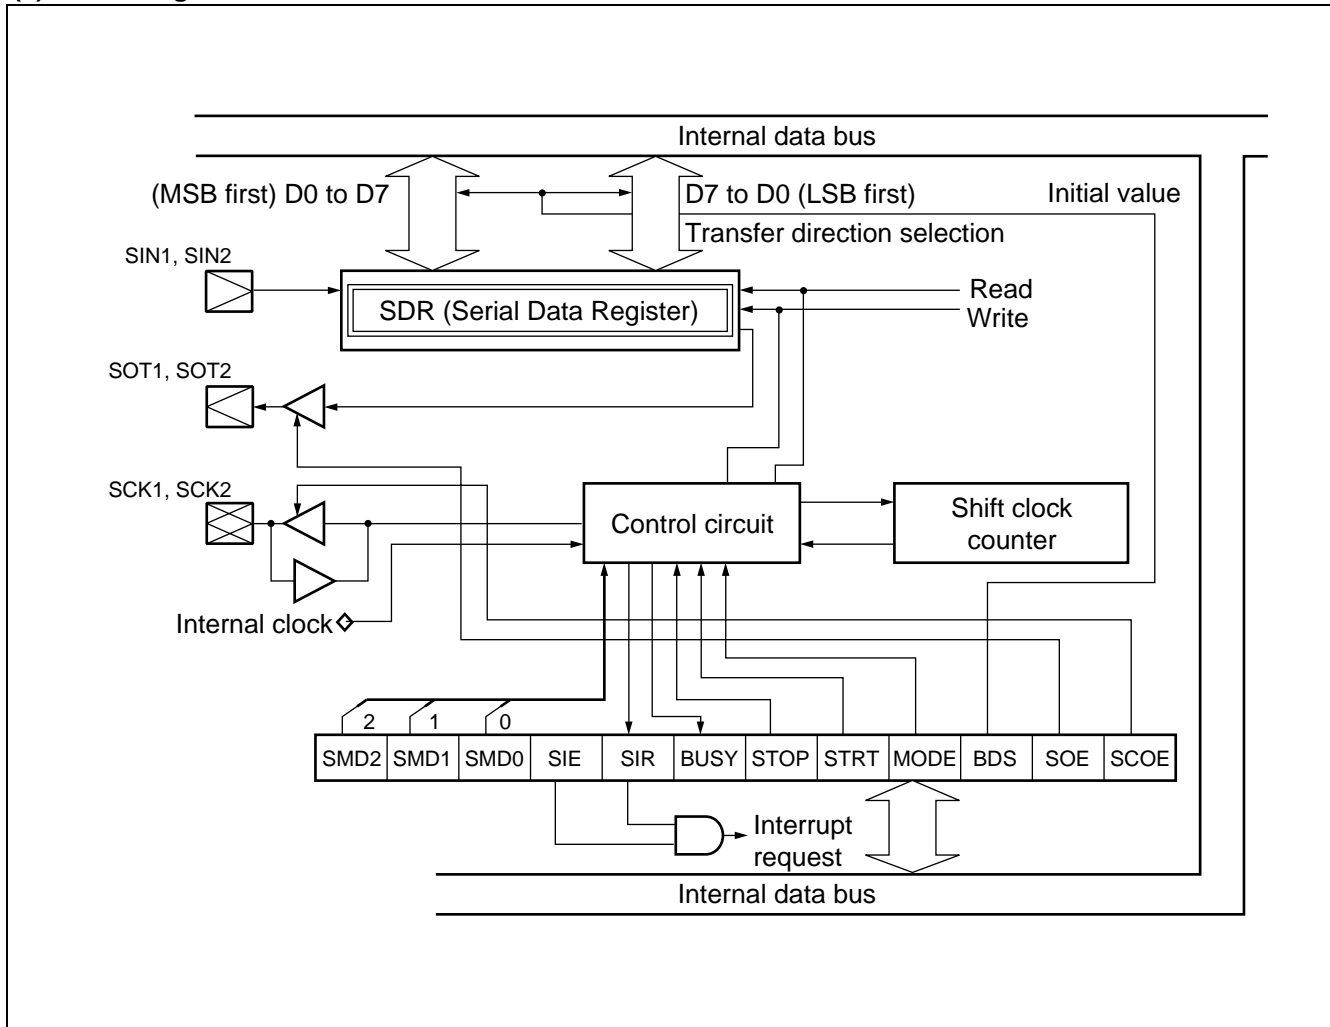 Internal data bus
(MSB first) D0 to D7
D7 to D0 (LSB first)
Initial value
Transfer direction selection
SIN1, SIN2
SDR (Serial Data Register)
Read
Write
SOT1, SOT2
SCK1, SCK2
Control circuit
Shift clock
counter
Internal clock
2
1
0
SMD2 SMD1 SMD0 SIE SIR BUSY STOP STRT MODE BDS SOE SCOE
Interrupt
request
Internal data bus